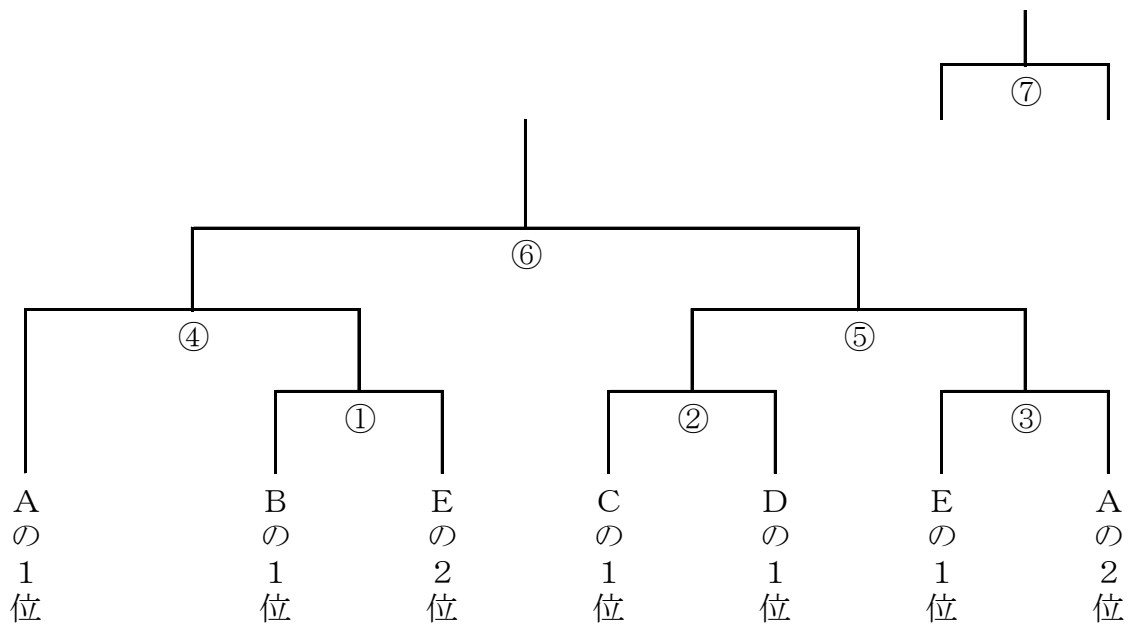 ⑦
⑥
④
⑤
①
②
③
Aの1位
Bの1位
Eの2位
Cの1位
Dの1位
Eの1位
Aの2位